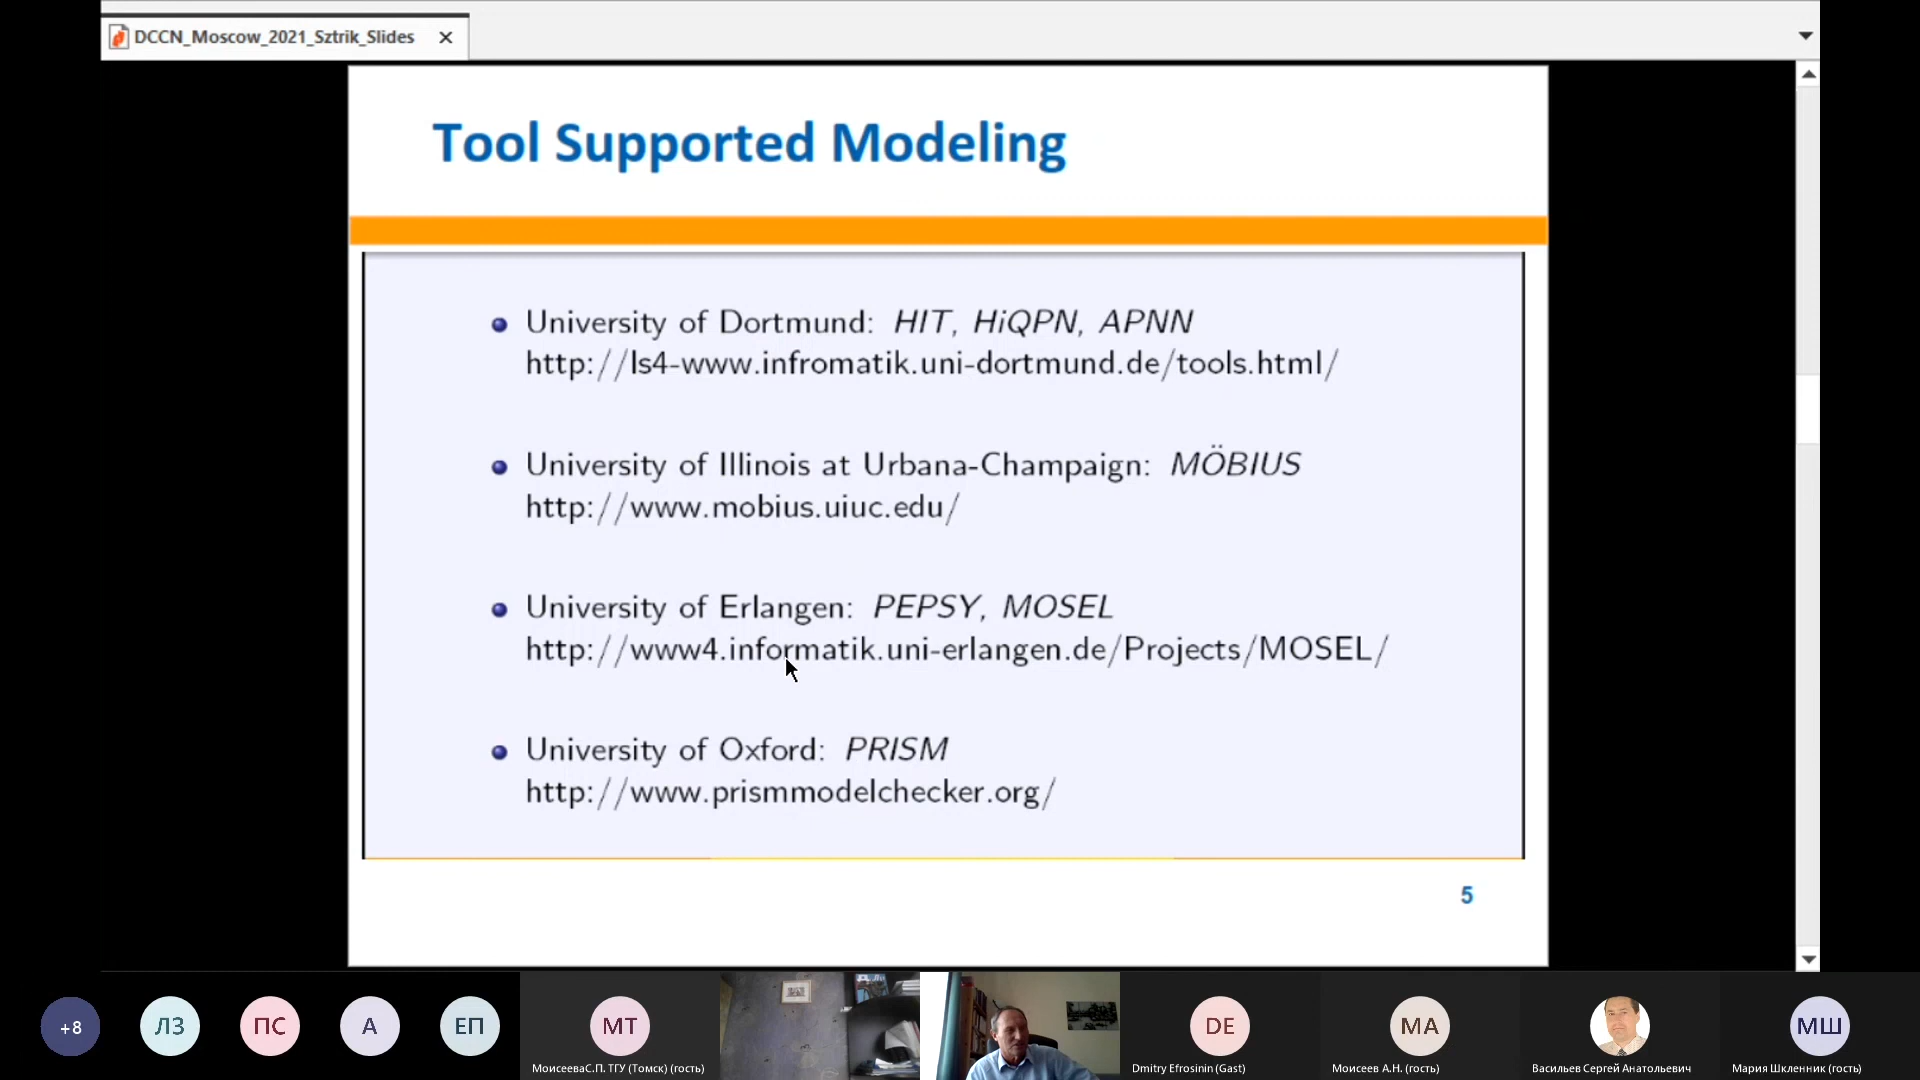 DCCN_Moscow_2021_Sztrik_Slides
Tool Supported Modeling
University of Dortmund: HIT, HiQPN, APNN
http://ls4-www.infromatik.uni-dortmund.de/tools.html/
University of Illinois at Urbana-Champaign: MÖBIUS
http://www.mobius.uiuc.edu/
University of Erlangen: PEPSY, MOSEL
http://www4.informatik.uni-erlangen.de/Projects/MOSEL/
University of Oxford: PRISM
http://www.prismmodelchecker.org/
5
+8
ЛЗ
ПС
А
ЕП
МТ
DE
МА
МШ
МоисееваС.П. ТГУ (Томск) (гость)
Dmitry Efrosinin (Gast)
Моисеев А.Н. (гость)
Васильев Сергей Анатольевич
Мария Шкленник (гость)